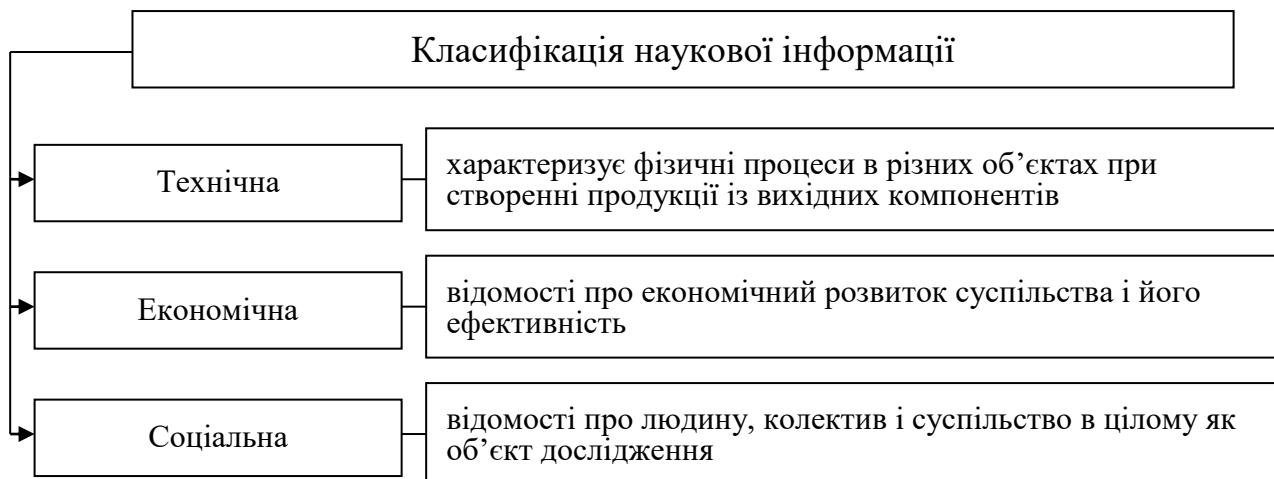 Класифікація наукової інформації
Технічна
характеризує фізичні процеси в різних об’єктах при
створенні продукції із вихідних компонентів
Економічна
відомості про економічний розвиток суспільства і його
ефективність
Соціальна
відомості про людину, колектив і суспільство в цілому як
об’єкт дослідження